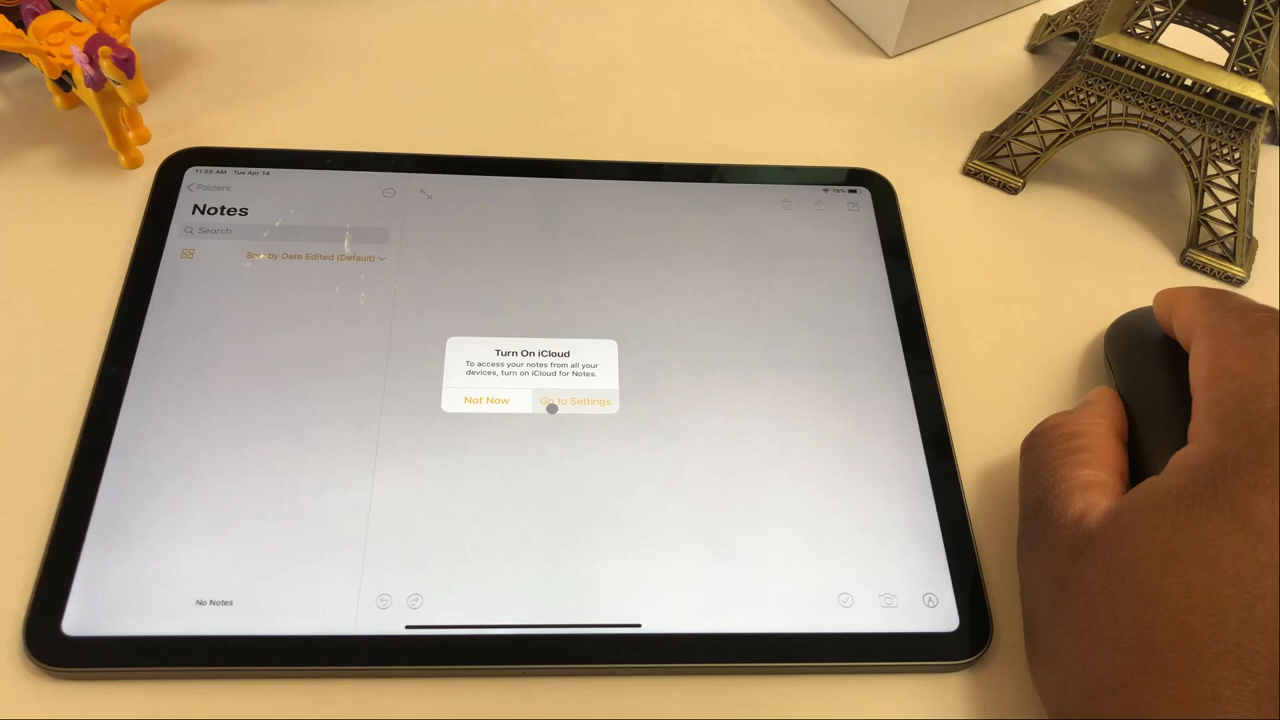 11:55 AM Tue Apr 14
76%
Folders
Notes
Search
Sort by Date Edited (Default)
Turn On iCloud
To access your notes from all your
devices, turn on iCloud for Notes.
Not Now
Go to Settings
No Notes
PARIS
FRANCE